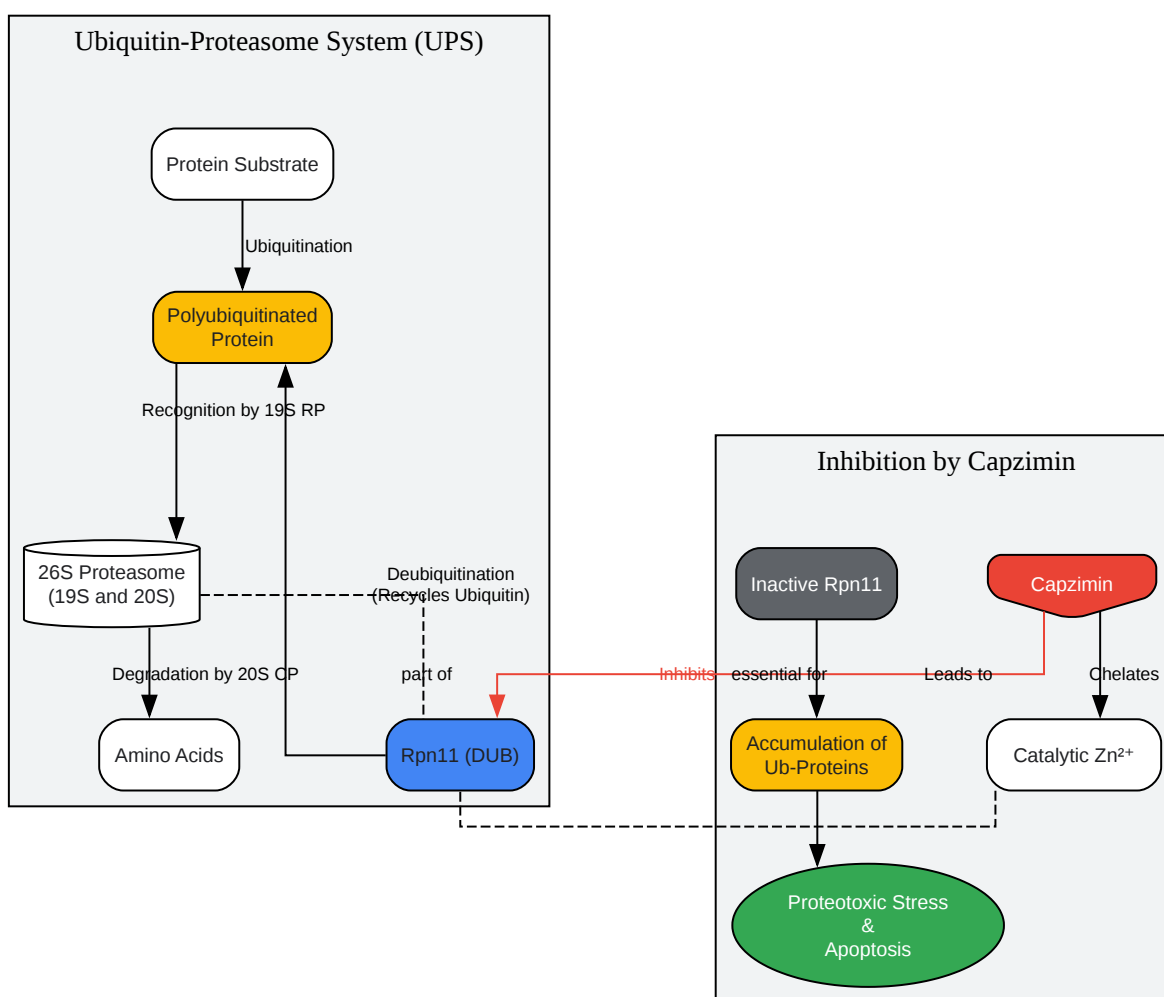 Ubiquitin-Proteasome System (UPS)
Protein Substrate
Ubiquitination
Polyubiquitinated
Protein
Recognition by 19S RP
26S Proteasome
(19S and 20S)
Deubiquitination
(Recycles Ubiquitin)
Degradation by 20S CP
part of
Amino Acids
Rpn11 (DUB)
Inhibition by Capzimin
Inactive Rpn11
Capzimin
Inhibits
essential for
Leads to
Chelates
Accumulation of
Ub-Proteins
Catalytic Zn²⁺
Proteotoxic Stress
&
Apoptosis